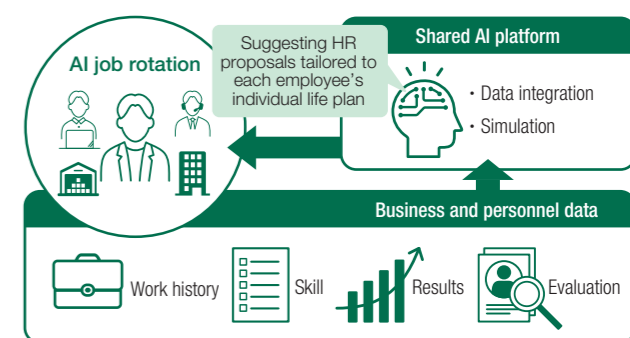 AI job rotation
Suggesting HR
proposals tailored to
each employee's
individual life plan
Shared AI platform
・Data integration
・Simulation
Business and personnel data
Work history
Skill
Results
Evaluation